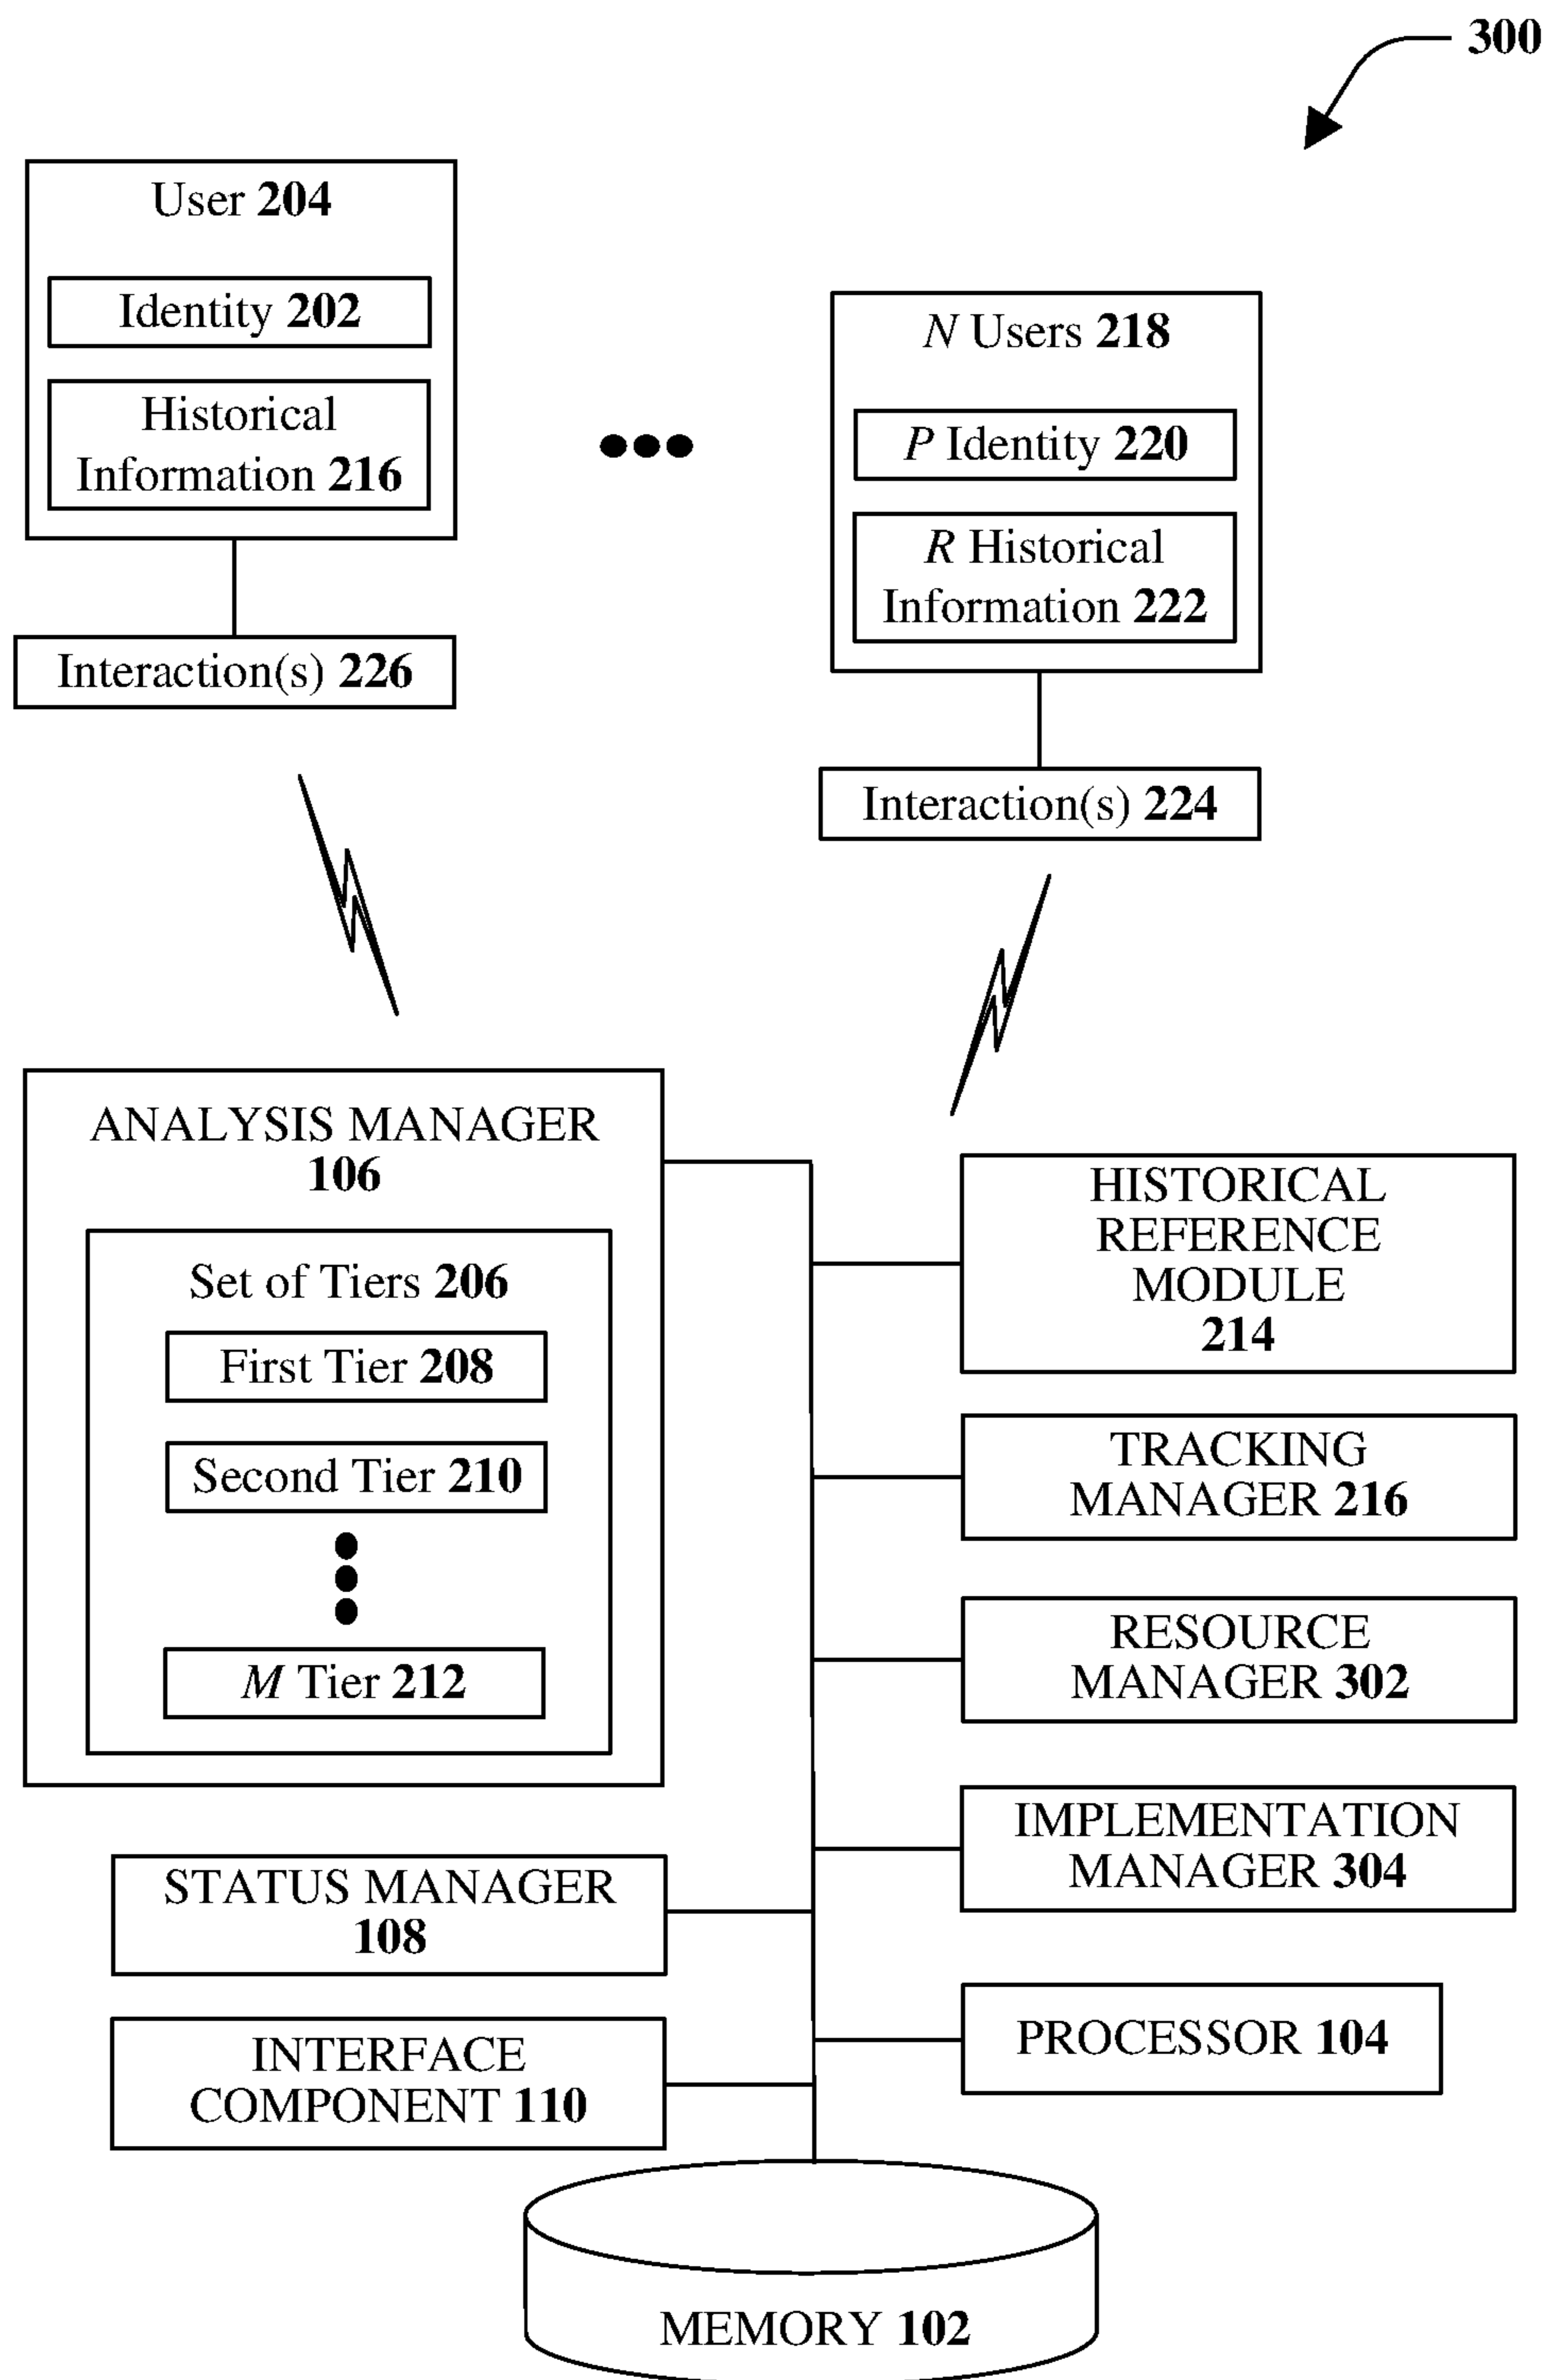 300
User 204
Identity 202
Historical
Information 216
Interaction(s) 226
N Users 218
P Identity 220
R Historical
Information 222
Interaction(s) 224
ANALYSIS MANAGER
106
Set of Tiers 206
First Tier 208
Second Tier 210
M Tier 212
STATUS MANAGER
108
INTERFACE
COMPONENT 110
HISTORICAL
REFERENCE
MODULE
214
TRACKING
MANAGER 216
RESOURCE
MANAGER 302
IMPLEMENTATION
MANAGER 304
PROCESSOR 104
MEMORY 102